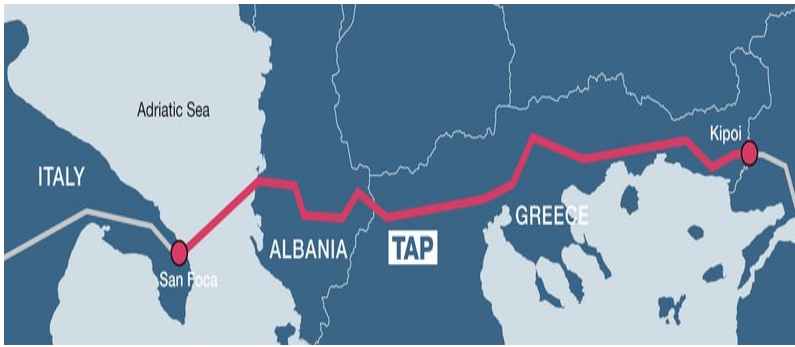 Adriatic Sea
Kipoi
ITALY
GREECE
ALBANIA
TAP
San Foca